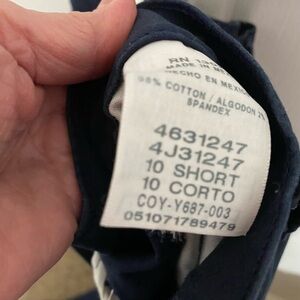 RN
MADE IN
HECHO EN MEXICO
98% COTTON / ALGODON
SPANDEX
4631247
4J31247
10 SHORT
10 CORTO
COY-Y687-003
051071789479